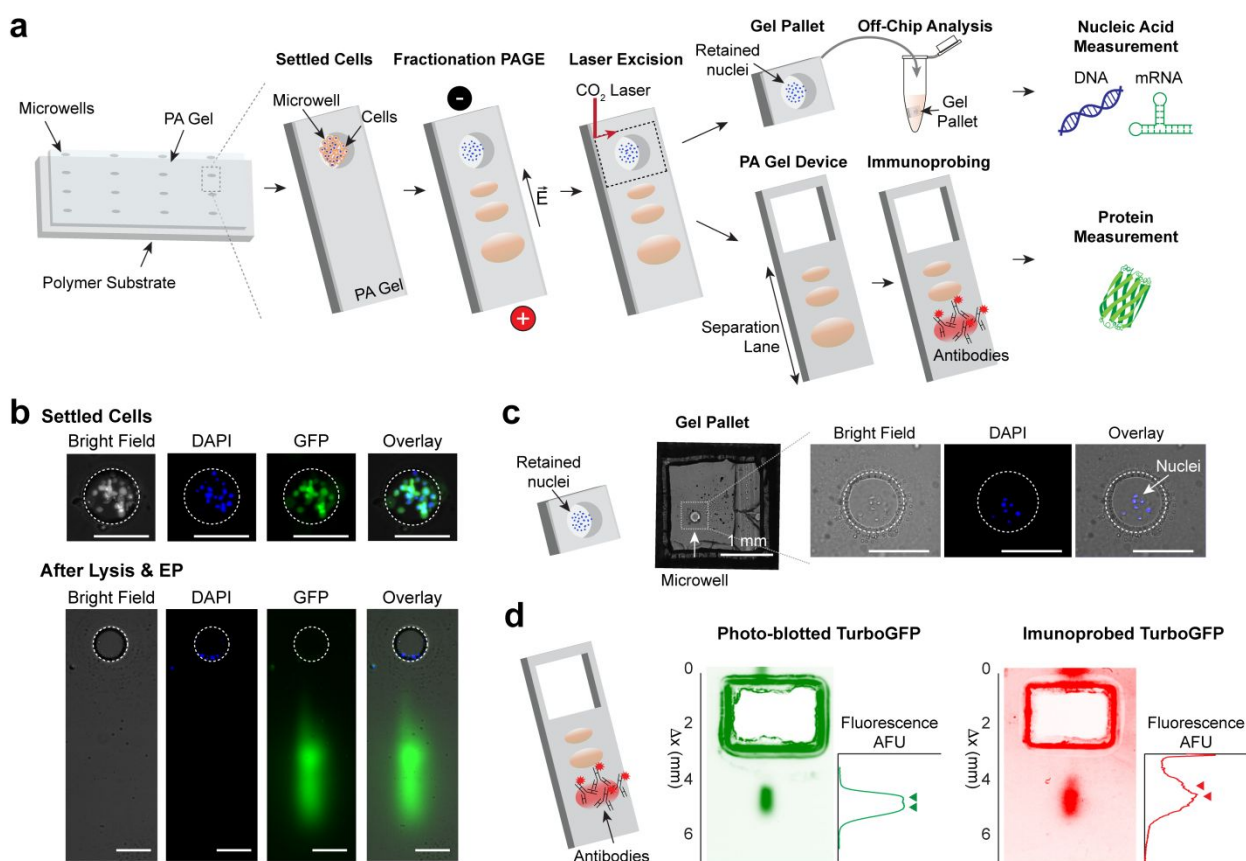 a
Microwells
PA Gel
Polymer Substrate
Settled Cells
Microwell
Cells
PA Gel
Fractionation PAGE
-
E
+
Laser Excision
CO2 Laser
Gel Pallet
Retained
nuclei
Off-Chip Analysis
Gel
Pallet
Nucleic Acid
Measurement
DNA
mRNA
PA Gel Device
Separation
Lane
Immunoprobing
Antibodies
Protein
Measurement
b
Settled Cells
Bright Field
DAPI
GFP
Overlay
After Lysis & EP
Bright Field
DAPI
GFP
Overlay
c
Retained
nuclei
Gel Pallet
1 mm
Microwell
Bright Field
DAPI
Overlay
Nuclei
d
Antibodies
Photo-blotted TurboGFP
0
2
4
6
Δx (mm)
Fluorescence
AFU
Imunoprobed TurboGFP
0
2
4
6
Δx (mm)
Fluorescence
AFU